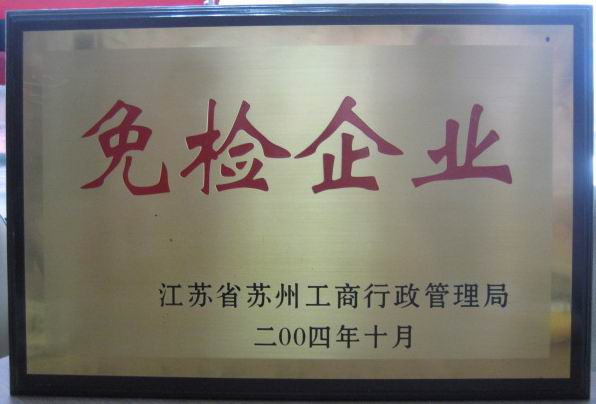 免检企业
江苏省苏州工商行政管理局
二00四年十月